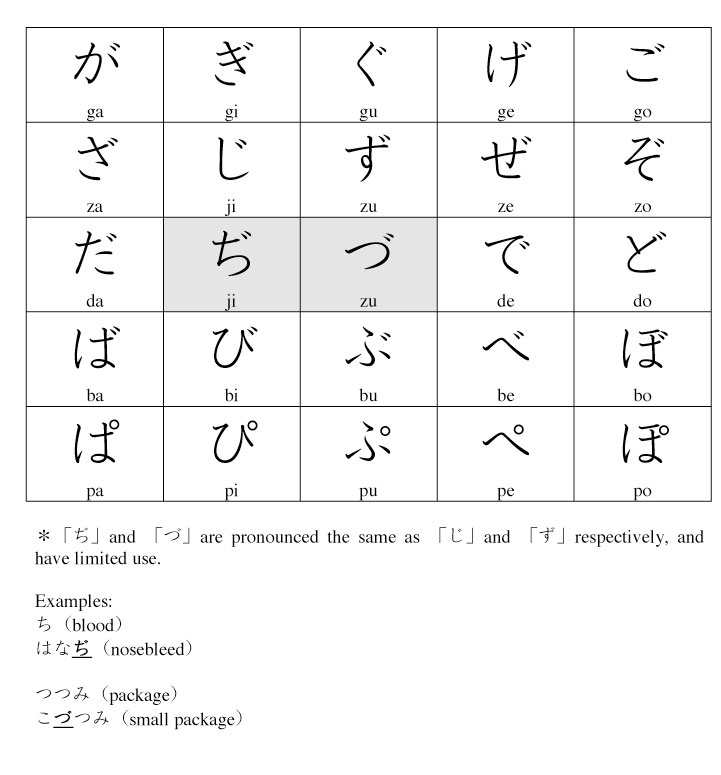 が ぎ ぐ げ ご
ga gi gu ge go
ざ じ ず ぜ ぞ
za ji zu ze zo
だ ぢ づ で ど
da ji zu de do
ば び ぶ べ ぼ
ba bi bu be bo
ぱ ぴ ぷ ぺ ぽ
pa pi pu pe po
＊「ぢ」and 「づ」are pronounced the same as 「じ」and 「ず」respectively, and
have limited use.
Examples:
ち（blood）
はなぢ（nosebleed）
つつみ（package）
こづつみ（small package）